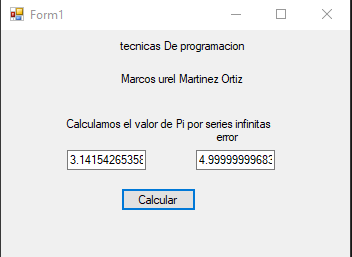 Form1
tecnicas De programacion
Marcos urel Martinez Ortiz
Calculamos el valor de Pi por series infinitas
error
3.14154265358 4.99999999683
Calcular